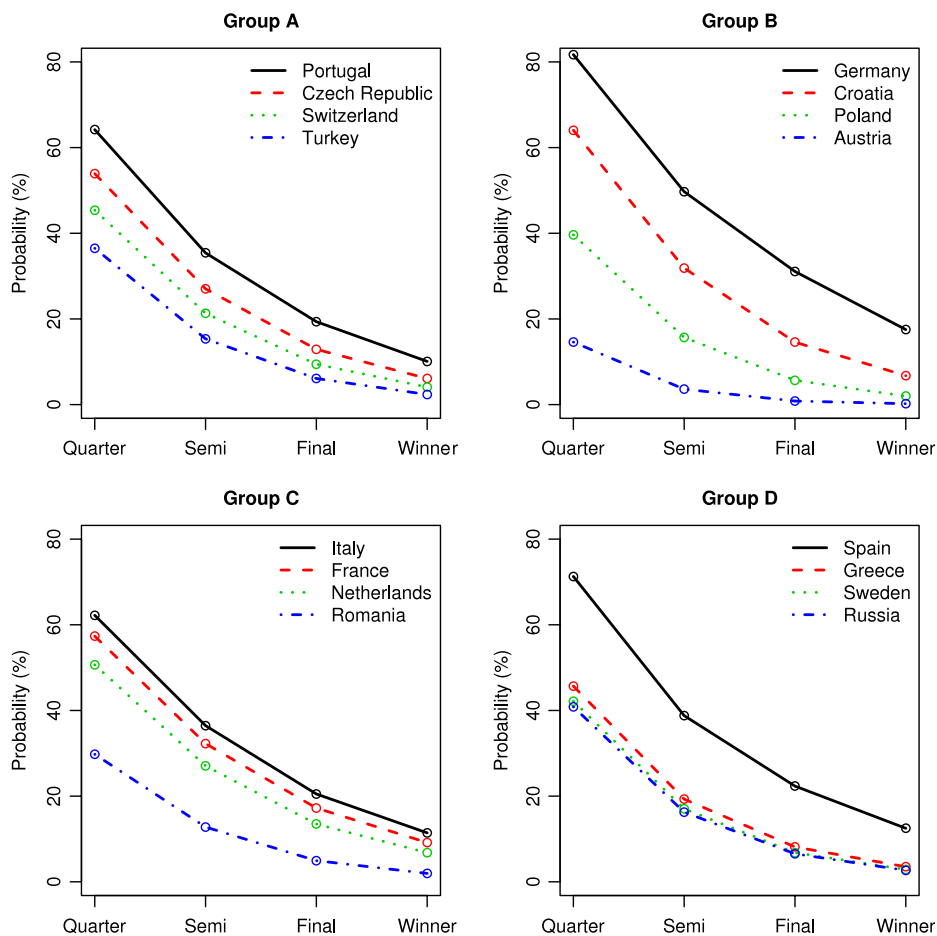 Group A
Probability (%)
80
60
40
20
0
Portugal
Czech Republic
Switzerland
Turkey
Quarter Semi Final Winner
Group B
Probability (%)
80
60
40
20
0
Germany
Croatia
Poland
Austria
Quarter Semi Final Winner
Group C
Probability (%)
80
60
40
20
0
Italy
France
Netherlands
Romania
Quarter Semi Final Winner
Group D
Probability (%)
80
60
40
20
0
Spain
Greece
Sweden
Russia
Quarter Semi Final Winner